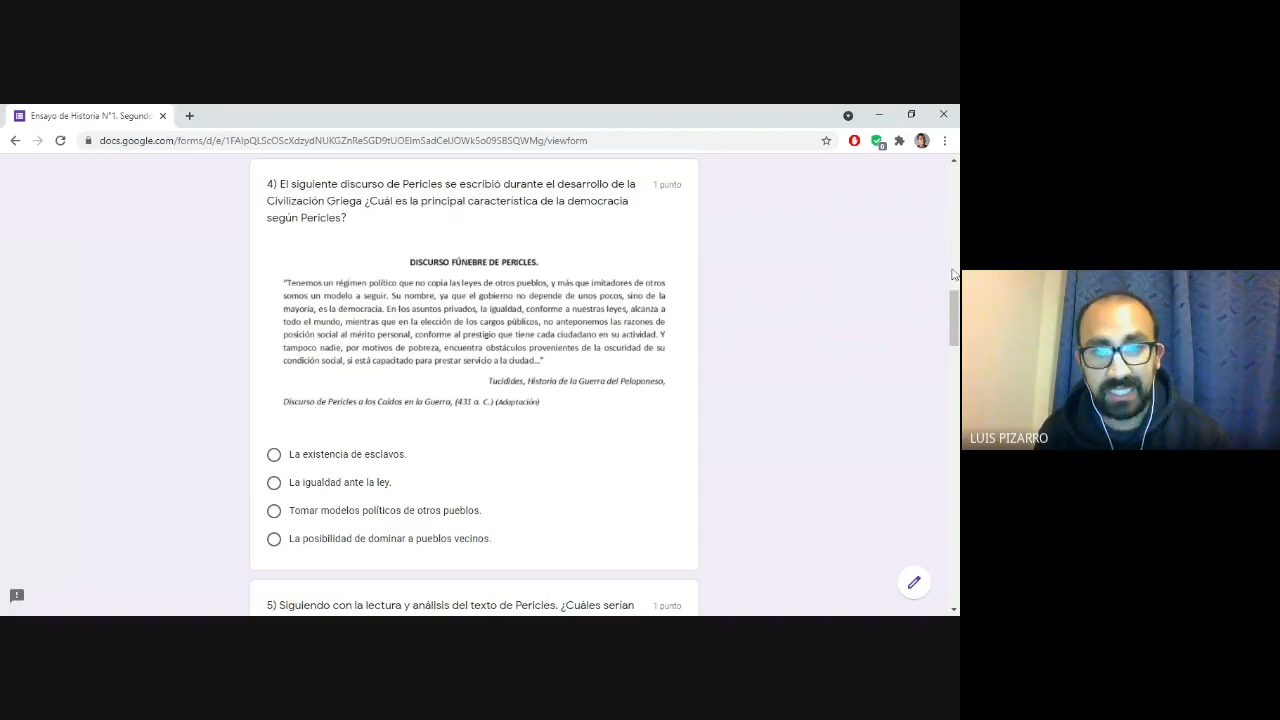 Ensayo de Historia N°1. Segundo
docs.google.com/forms/d/e/1FAIpQLScOScXdzydNUKGZnReSGD9tUOEImSadCelJOWk5o09SBSQWMg/viewform
4) El siguiente discurso de Pericles se escribió durante el desarrollo de la
1 punto
Civilización Griega ¿Cuál es la principal característica de la democracia
según Pericles?
DISCURSO FÚNEBRE DE PERICLES.
"Tenemos un régimen político que no copia las leyes de otros pueblos, y más que imitadores de otros
somos un modelo a seguir. Su nombre, ya que el gobierno no depende de unos pocos, sino de la
mayoría, es la democracia. En los asuntos privados, la igualdad, conforme a nuestras leyes, alcanza a
todo el mundo, mientras que en la elección de los cargos públicos, no anteponemos las razones de
posición social al mérito personal, conforme al prestigio que tiene cada ciudadano en su actividad. Y
tampoco nadie, por motivos de pobreza, encuentra obstáculos provenientes de la oscuridad de su
condición social, si está capacitado para prestar servicio a la ciudad..."
Tucídides, Historia de la Guerra del Peloponeso,
Discurso de Pericles a los Caídos en la Guerra, (431 a. C.) (Adaptación)
La existencia de esclavos.
La igualdad ante la ley.
Tomar modelos políticos de otros pueblos.
La posibilidad de dominar a pueblos vecinos.
5) Siguiendo con la lectura y análisis del texto de Pericles. ¿Cuáles serían
1 punto
LUIS PIZARRO